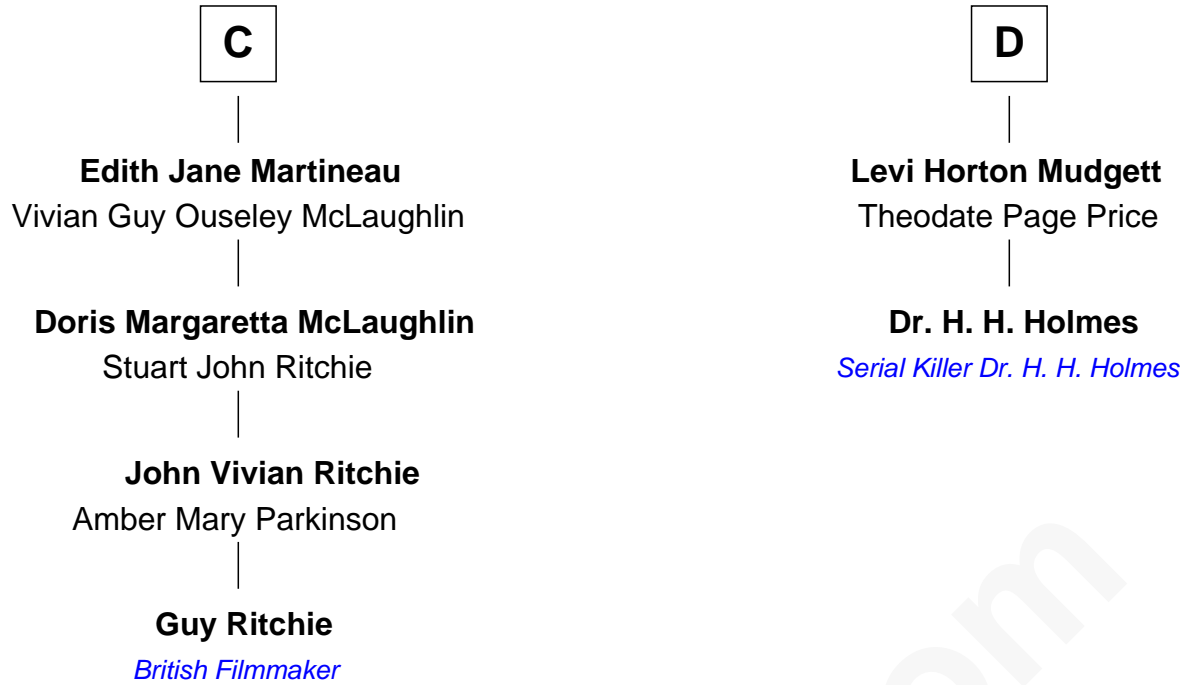 C
Edith Jane Martineau
Vivian Guy Ouseley McLaughlin
Doris Margaretta McLaughlin
Stuart John Ritchie
John Vivian Ritchie
Amber Mary Parkinson
Guy Ritchie
British Filmmaker
D
Levi Horton Mudgett
Theodate Page Price
Dr. H. H. Holmes
Serial Killer Dr. H. H. Holmes
om